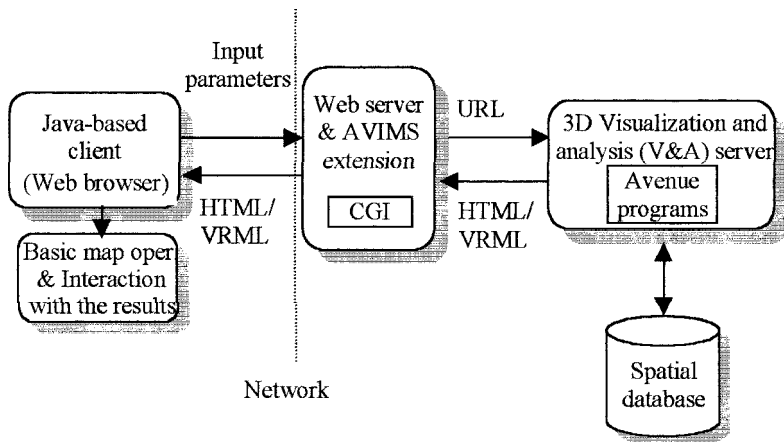 Input
parameters
Java-based
client
(Web browser)
Basic map oper
& Interaction
with the results
HTML/
VRML
Web server
& AVIMS
extension
CGI
URL
HTML/
VRML
3D Visualization and
analysis (V&A) server
Avenue
programs
Spatial
database
Network